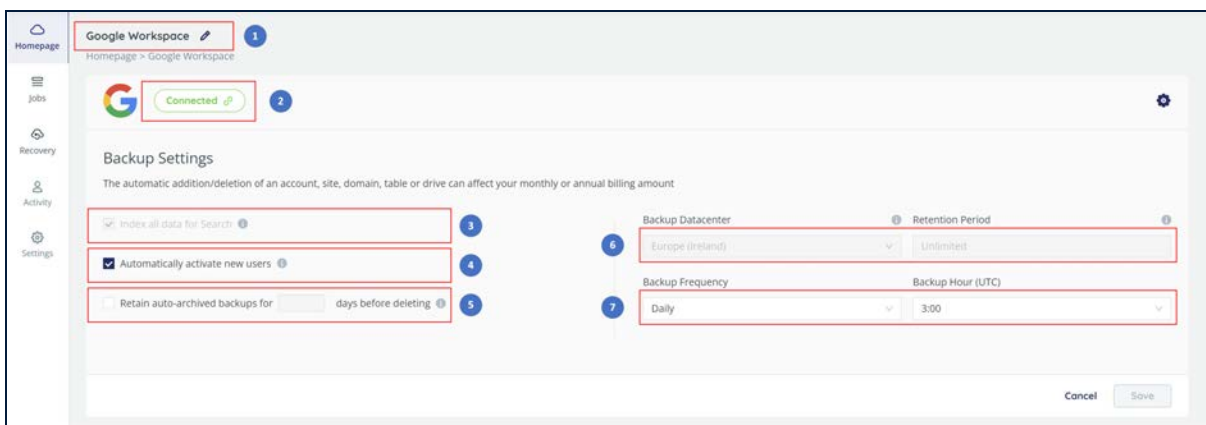 Homepage
Jobs
Recovery
Activity
Settings
Google Workspace
1
Homepage > Google Workspace
Connected
2
Backup Settings
The automatic addition/deletion of an account, site, domain, table or drive can affect your monthly or annual billing amount
Index all data for Search
3
Automatically activate new users
4
Retain auto-archived backups for days before deleting
5
Backup Datacenter
Retention Period
6
Europe (Ireland)
Unlimited
Backup Frequency
Backup Hour (UTC)
7
Daily
3:00
Cancel
Save